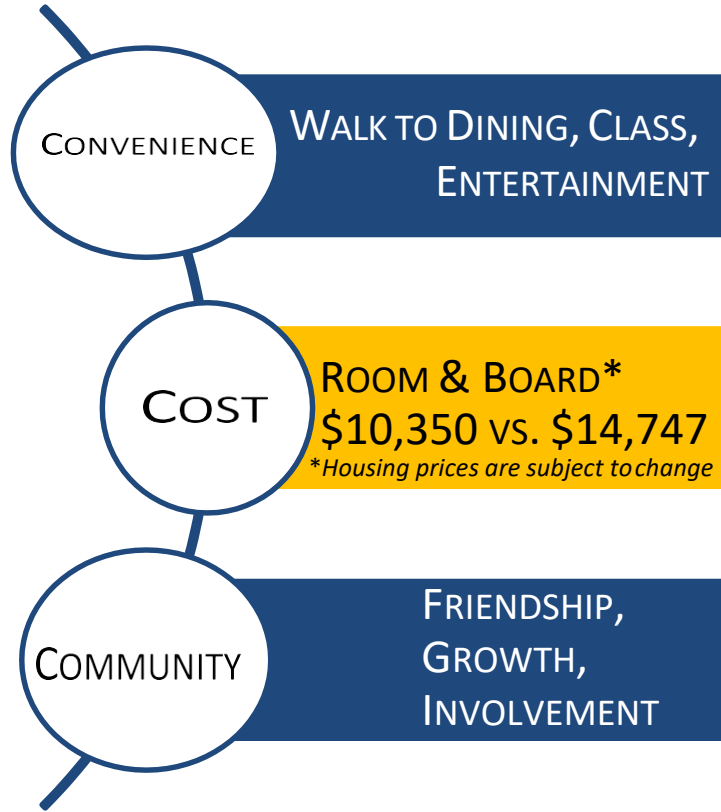 CONVENIENCE
WALK TO DINING, CLASS,
ENTERTAINMENT
COST
ROOM & BOARD*
$10,350 VS. $14,747
*Housing prices are subject to change
COMMUNITY
FRIENDSHIP,
GROWTH,
INVOLVEMENT